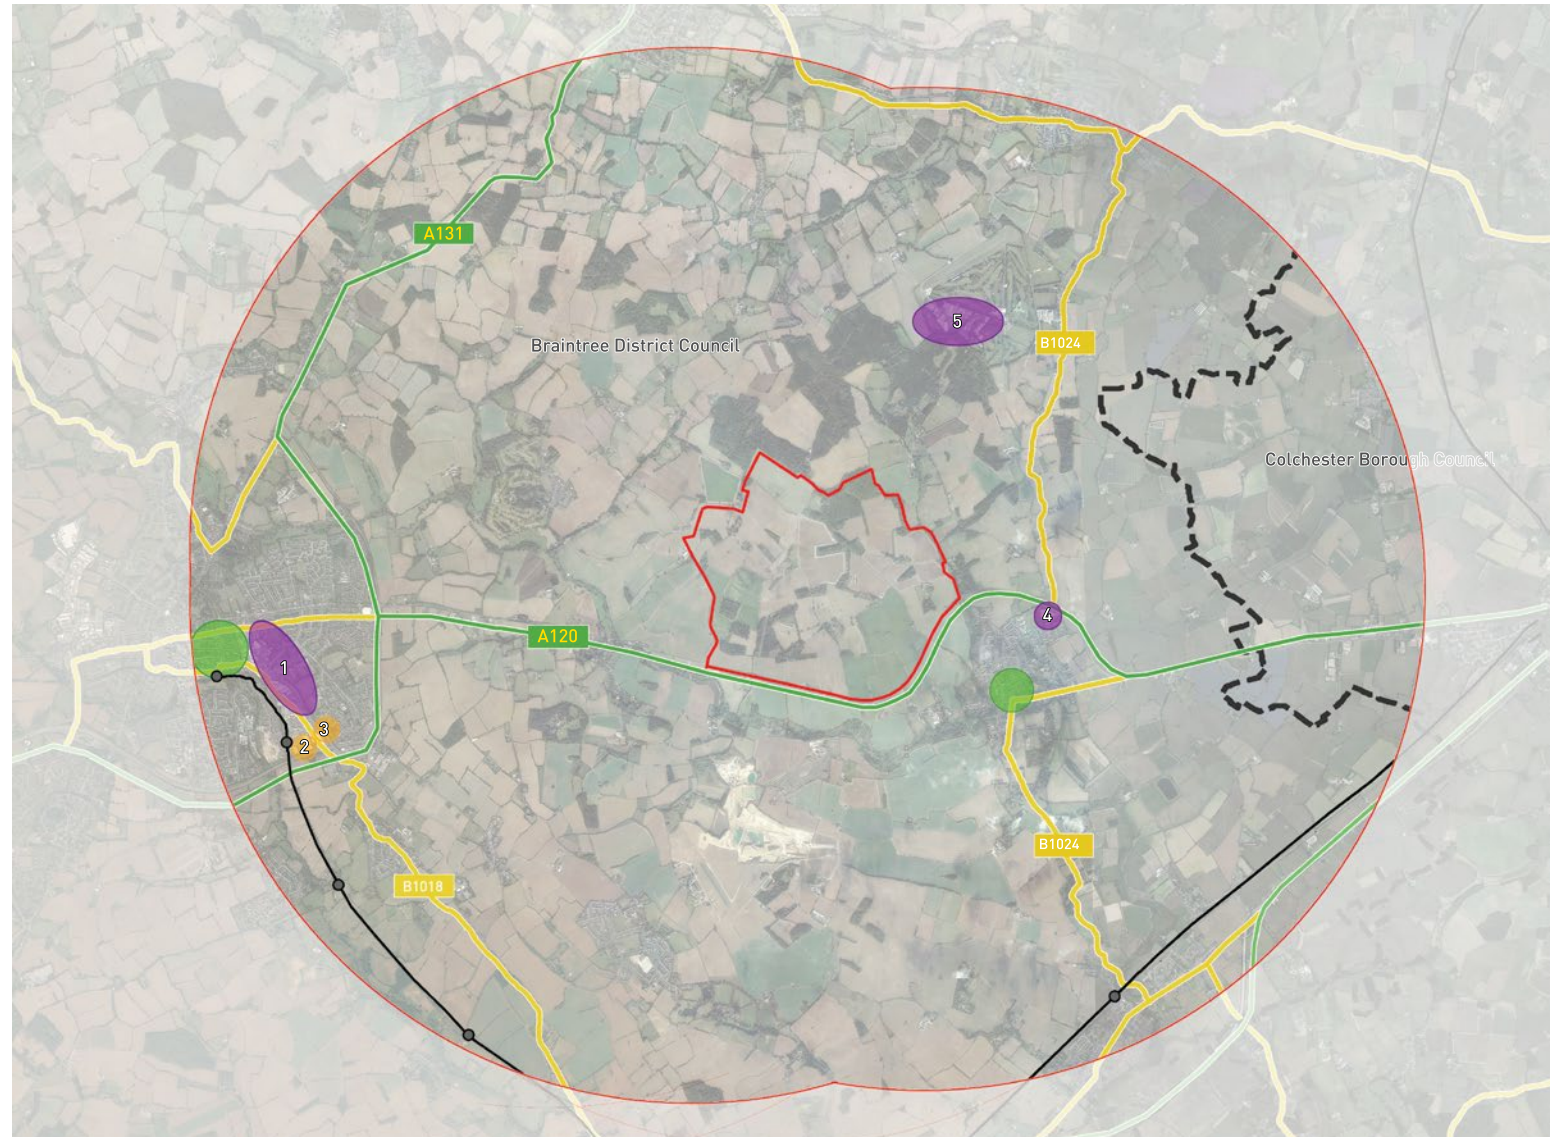 A131
5
B1024
Braintree District Council
Colchester Borough Council
4
A120
1
3
2
B1024
B1018